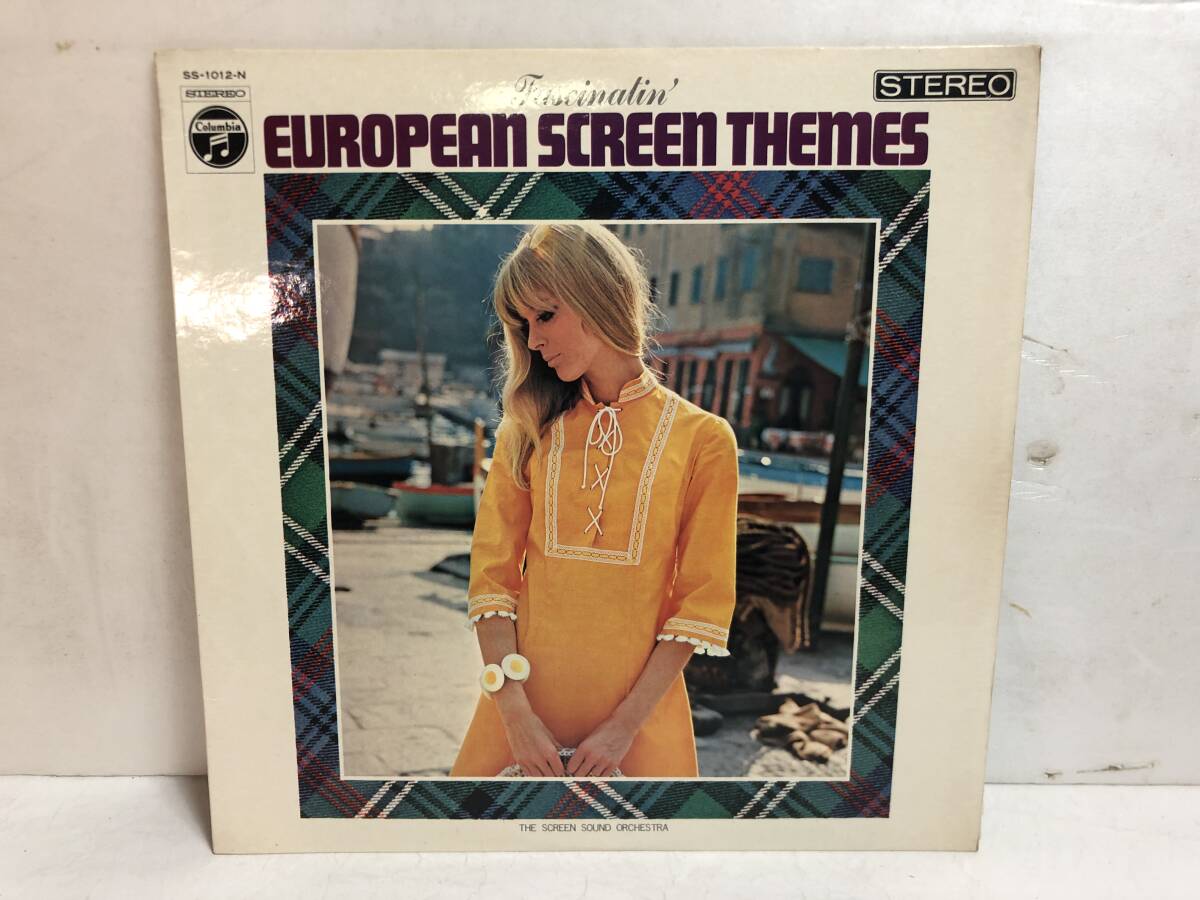 SS-1012-N
STEREO
Columbia
Fascinatin'
STEREO
EUROPEAN SCREEN THEMES
THE SCREEN SOUND ORCHESTRA